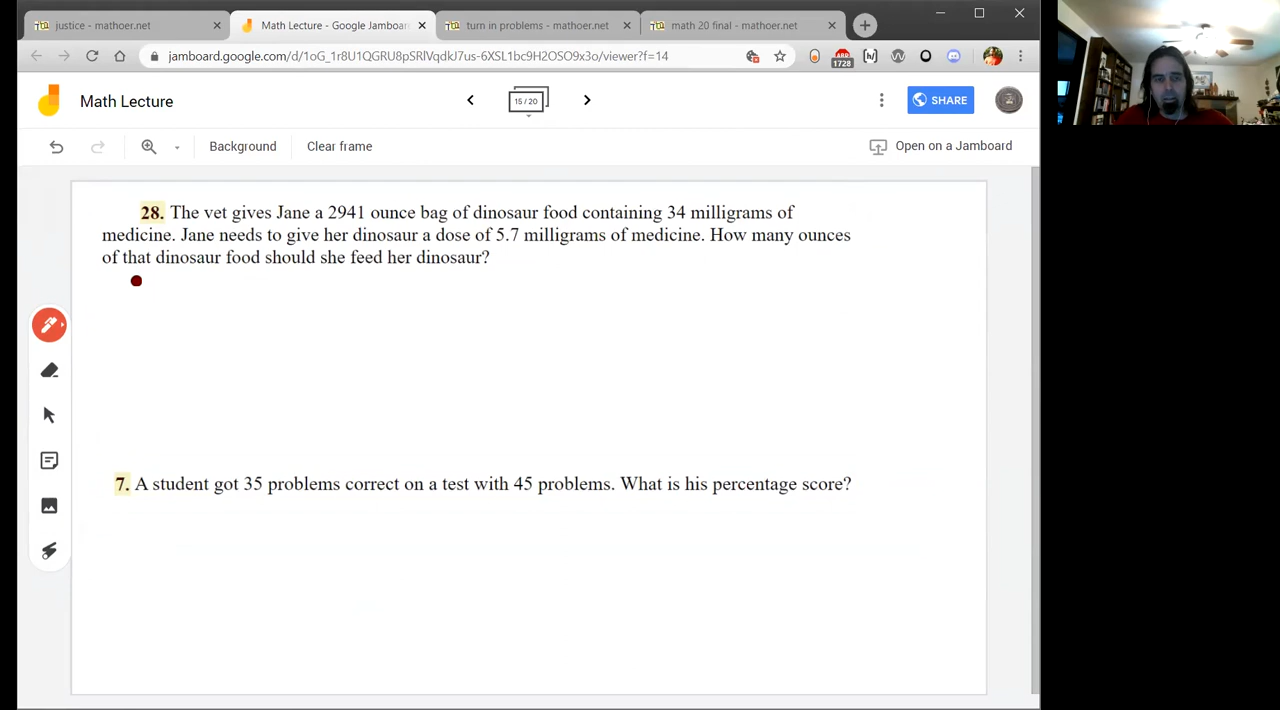 justice - mathoer.net
Math Lecture - Google Jamboar
turn in problems - mathoer.net
math 20 final - mathoer.net
jamboard.google.com/d/1oG_1r8U1QGRU8pSRlVqdkJ7us-6XSL1bc9H2OSO9x3o/viewer?f=14
1728
Math Lecture
15 / 20
SHARE
Background
Clear frame
Open on a Jamboard
28. The vet gives Jane a 2941 ounce bag of dinosaur food containing 34 milligrams of
medicine. Jane needs to give her dinosaur a dose of 5.7 milligrams of medicine. How many ounces
of that dinosaur food should she feed her dinosaur?
7. A student got 35 problems correct on a test with 45 problems. What is his percentage score?